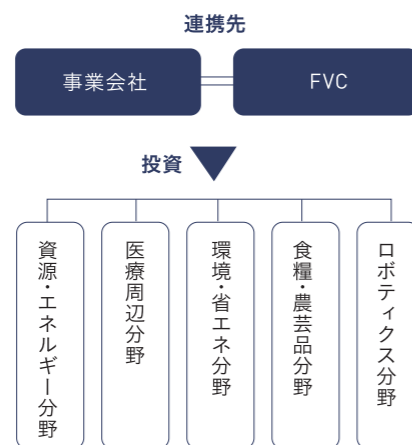 連携先
事業会社
FVC
投資
資源・エネルギー分野
医療周辺分野
環境・省エネ分野
食糧・農芸品分野
ロボティクス分野